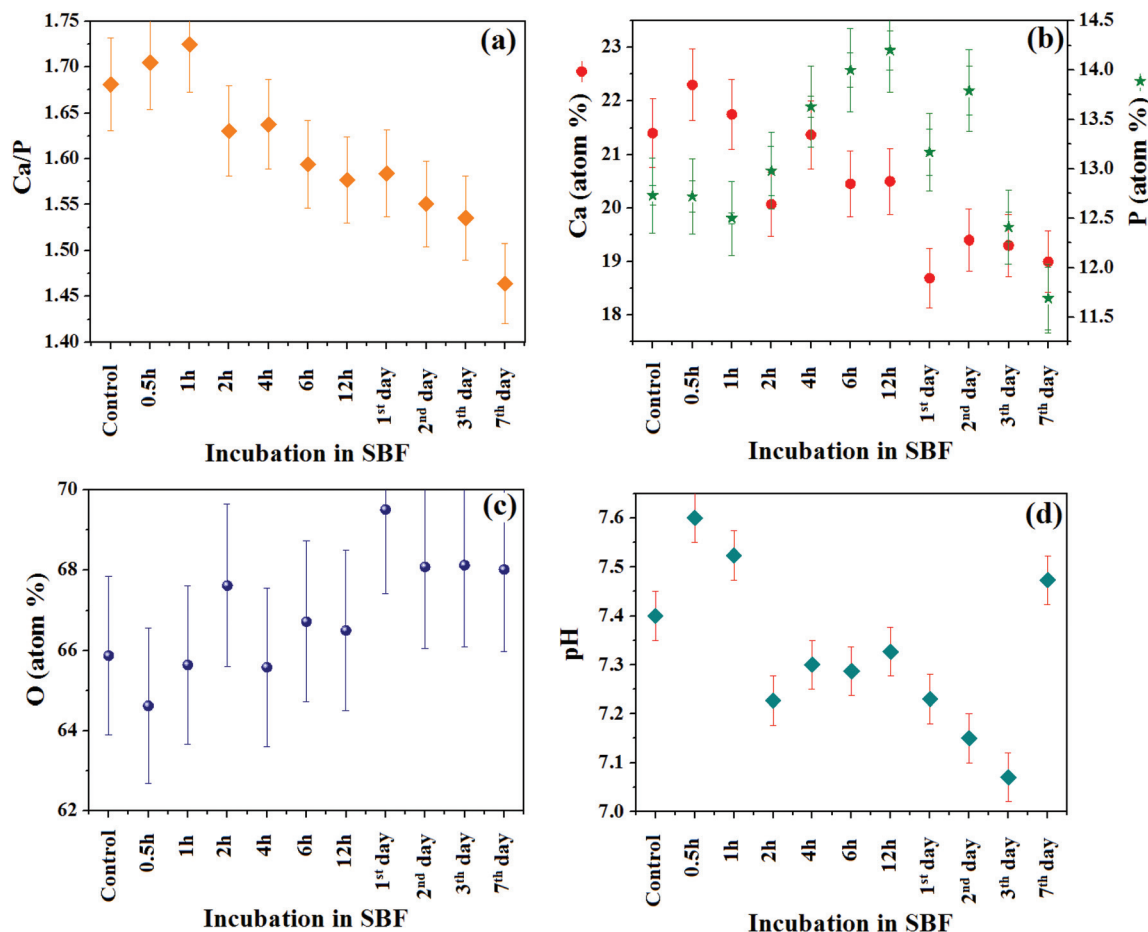 (a)
Ca/P
1.75
1.70
1.65
1.60
1.55
1.50
1.45
1.40
Control
0.5h
1h
2h
4h
6h
12h
1st day
2nd day
3th day
7th day
Incubation in SBF
(b)
Ca (atom %)
23
22
21
20
19
18
P (atom %)
14.5
14.0
13.5
13.0
12.5
12.0
11.5
Control
0.5h
1h
2h
4h
6h
12h
1st day
2nd day
3th day
7th day
Incubation in SBF
(c)
O (atom %)
70
68
66
64
62
Control
0.5h
1h
2h
4h
6h
12h
1st day
2nd day
3th day
7th day
Incubation in SBF
(d)
pH
7.6
7.5
7.4
7.3
7.2
7.1
7.0
Control
0.5h
1h
2h
4h
6h
12h
1st day
2nd day
3th day
7th day
Incubation in SBF